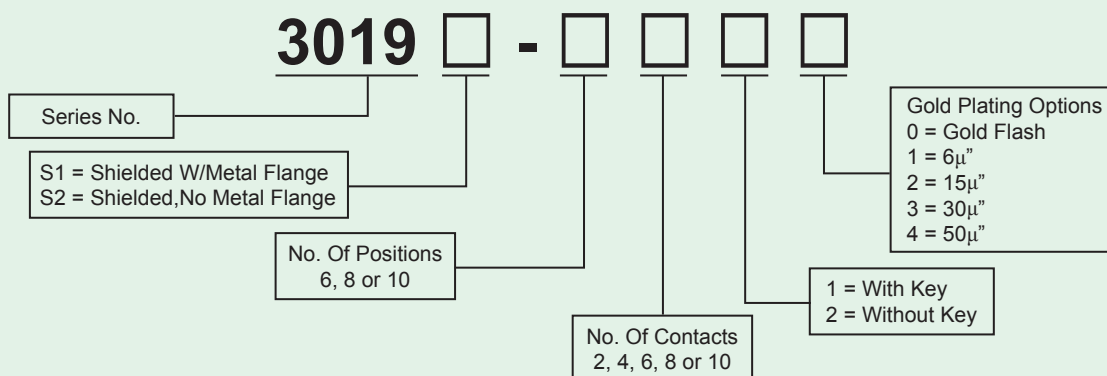 3019 -
Series No.
S1 = Shielded W/Metal Flange
S2 = Shielded,No Metal Flange
No. Of Positions
6, 8 or 10
No. Of Contacts
2, 4, 6, 8 or 10
1 = With Key
2 = Without Key
Gold Plating Options
0 = Gold Flash
1 = 6μ”
2 = 15μ”
3 = 30μ”
4 = 50μ”